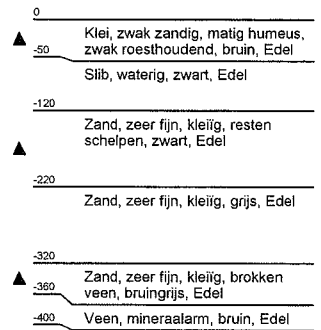 0
Klei, zwak zandig, matig humeus,
zwak roesthoudend, bruin, Edel
-50
Slib, waterig, zwart, Edel
-120
Zand, zeer fijn, kleiïg, resten
schelpen, zwart, Edel
-220
Zand, zeer fijn, kleiïg, grijs, Edel
-320
Zand, zeer fijn, kleiïg, brokken
veen, bruingrijs, Edel
-360
Veen, mineraalarm, bruin, Edel
-400